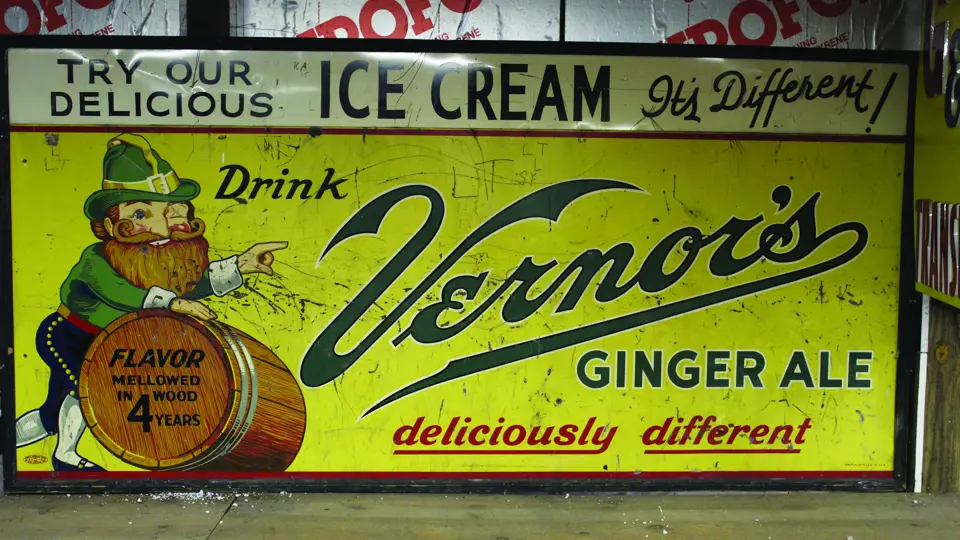 TRY OUR
DELICIOUS
ICE CREAM
It's Different!
Drink
Vernor's
GINGER ALE
deliciously different
FLAVOR
MELLOWED
IN WOOD
4 YEARS
TRANS